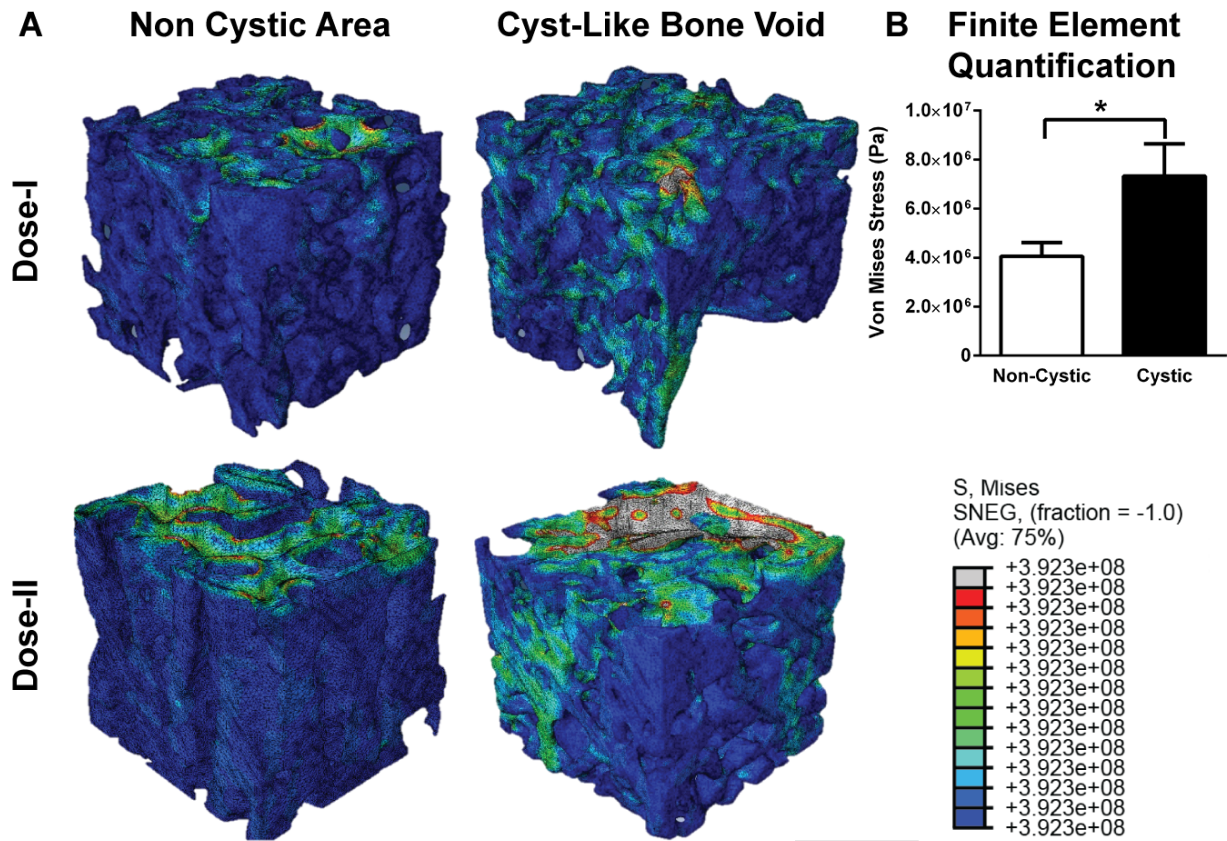 A
Non Cystic Area
Cyst-Like Bone Void
Dose-I
Dose-II
B
Finite Element
Quantification
*
Von Mises Stress (Pa)
1.0×10⁷
8.0×10⁶
6.0×10⁶
4.0×10⁶
2.0×10⁶
0
Non-Cystic
Cystic
S, Mises
SNEG, (fraction = -1.0)
(Avg: 75%)
+3.923e+08
+3.923e+08
+3.923e+08
+3.923e+08
+3.923e+08
+3.923e+08
+3.923e+08
+3.923e+08
+3.923e+08
+3.923e+08
+3.923e+08
+3.923e+08
+3.923e+08
+3.923e+08